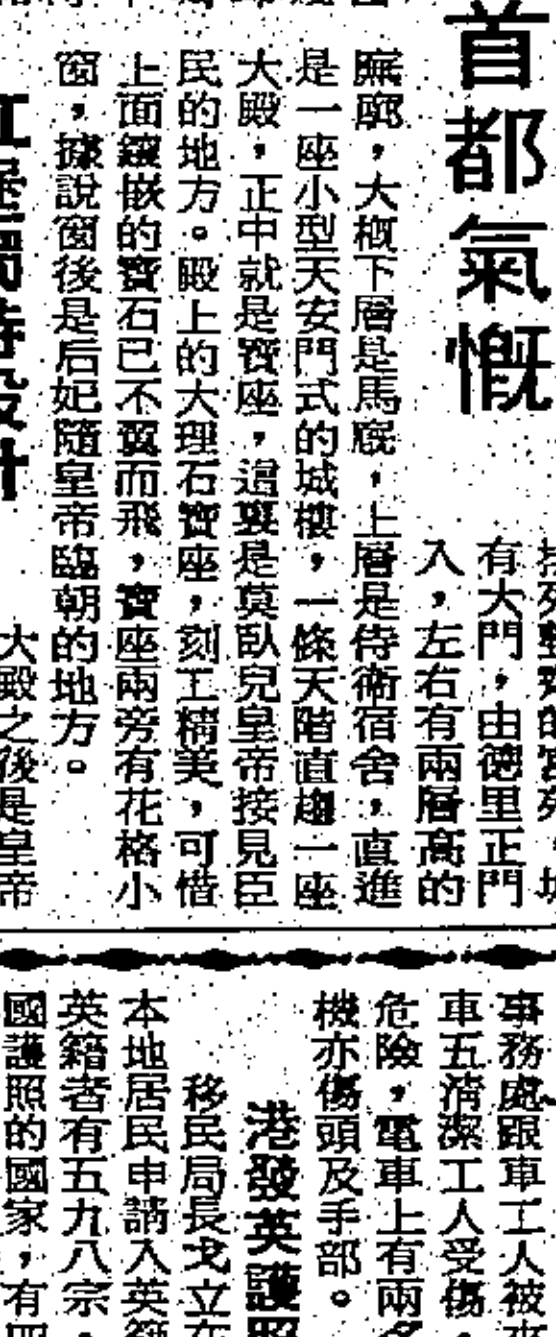 首都氣慨
有大門，由德里正門
入，左右有兩層高的
廡廊，大概下層是馬廐，上層是侍衛宿舍，直進
是一座小型天安門式的城樓，一條天階直趨一座
大殿，正中就是寶座，這裏是莫臥兒皇帝接見臣
民的地方。殿上的大理石寶座，刻工精美，可惜
上面鑲嵌的寶石已不翼而飛，寶座兩旁有花格小
窗，據說窗後是后妃隨皇帝臨朝的地方。
大殿之後是皇帝
事務處跟車工人被夾
車五清潔工人受傷，
危險，電車上有兩名
機亦傷頭及手部。
港發英護照
移民局長戈立在
本地居民申請入英籍
英籍者有五九八宗，
國護照的國家，有四